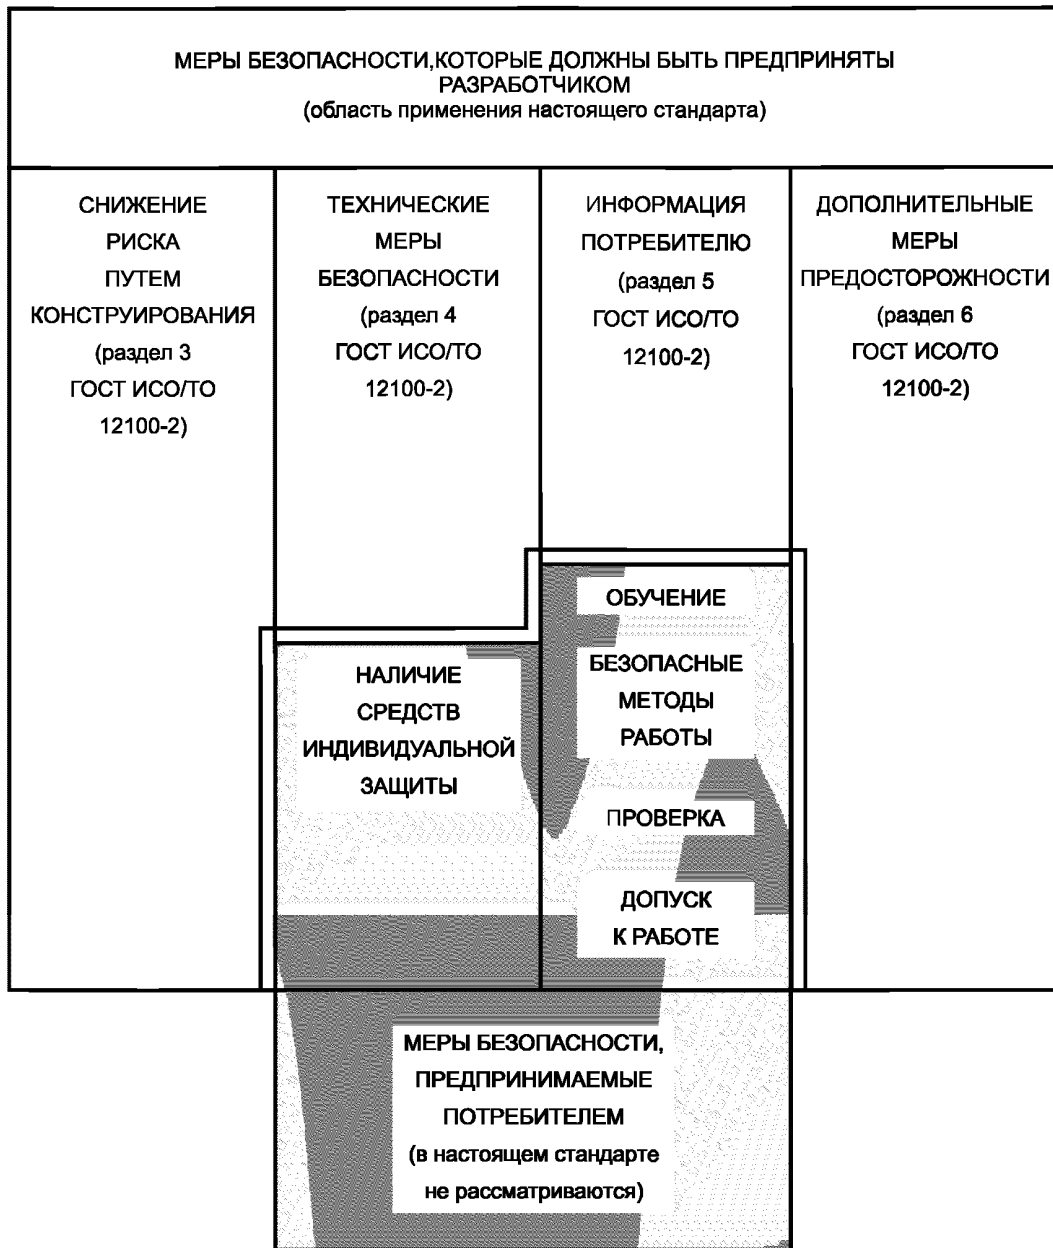 МЕРЫ БЕЗОПАСНОСТИ,КОТОРЫЕ ДОЛЖНЫ БЫТЬ ПРЕДПРИНЯТЫ
РАЗРАБОТЧИКОМ
(область применения настоящего стандарта)
СНИЖЕНИЕ
РИСКА
ПУТЕМ
КОНСТРУИРОВАНИЯ
(раздел 3
ГОСТ ИСО/ТО
12100-2)
ТЕХНИЧЕСКИЕ
МЕРЫ
БЕЗОПАСНОСТИ
(раздел 4
ГОСТ ИСО/ТО
12100-2)
ИНФОРМАЦИЯ
ПОТРЕБИТЕЛЮ
(раздел 5
ГОСТ ИСО/ТО
12100-2)
ДОПОЛНИТЕЛЬНЫЕ
МЕРЫ
ПРЕДОСТОРОЖНОСТИ
(раздел 6
ГОСТ ИСО/ТО
12100-2)
НАЛИЧИЕ
СРЕДСТВ
ИНДИВИДУАЛЬНОЙ
ЗАЩИТЫ
ОБУЧЕНИЕ
БЕЗОПАСНЫЕ
МЕТОДЫ
РАБОТЫ
ПРОВЕРКА
ДОПУСК
К РАБОТЕ
МЕРЫ БЕЗОПАСНОСТИ,
ПРЕДПРИНИМАЕМЫЕ
ПОТРЕБИТЕЛЕМ
(в настоящем стандарте
не рассматриваются)